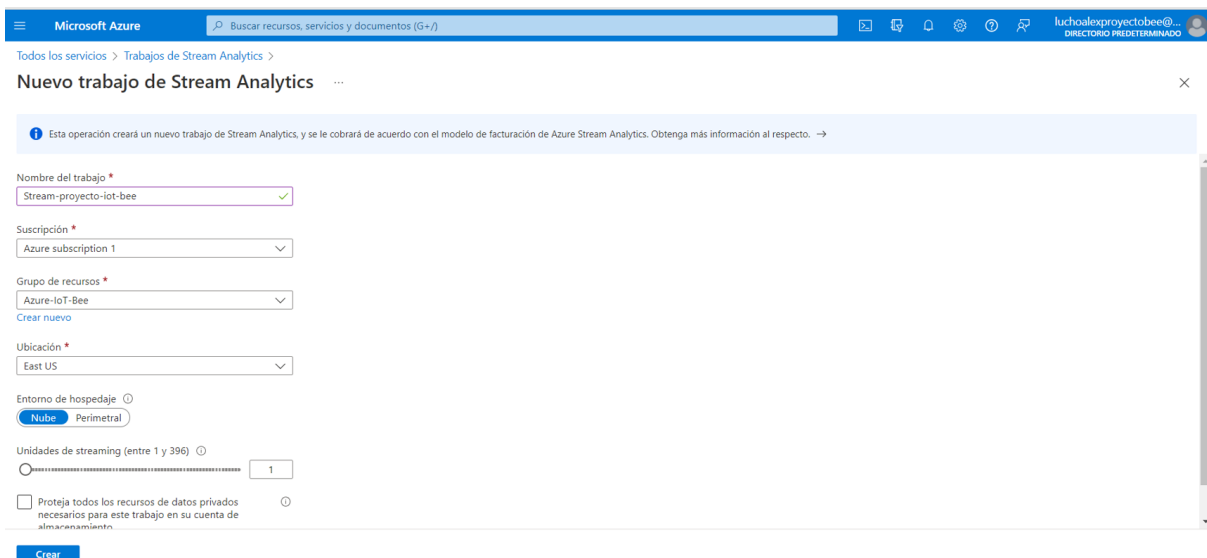 Microsoft Azure
Buscar recursos, servicios y documentos (G+/)
luchoalexproyectobee@...
DIRECTORIO PREDETERMINADO
Todos los servicios > Trabajos de Stream Analytics >
Nuevo trabajo de Stream Analytics ...
Esta operación creará un nuevo trabajo de Stream Analytics, y se le cobrará de acuerdo con el modelo de facturación de Azure Stream Analytics. Obtenga más información al respecto. →
Nombre del trabajo *
Stream-proyecto-iot-bee
Suscripción *
Azure subscription 1
Grupo de recursos *
Azure-IoT-Bee
Crear nuevo
Ubicación *
East US
Entorno de hospedaje
Nube Perimetral
Unidades de streaming (entre 1 y 396)
1
Proteja todos los recursos de datos privados
necesarios para este trabajo en su cuenta de
almacenamiento
Crear